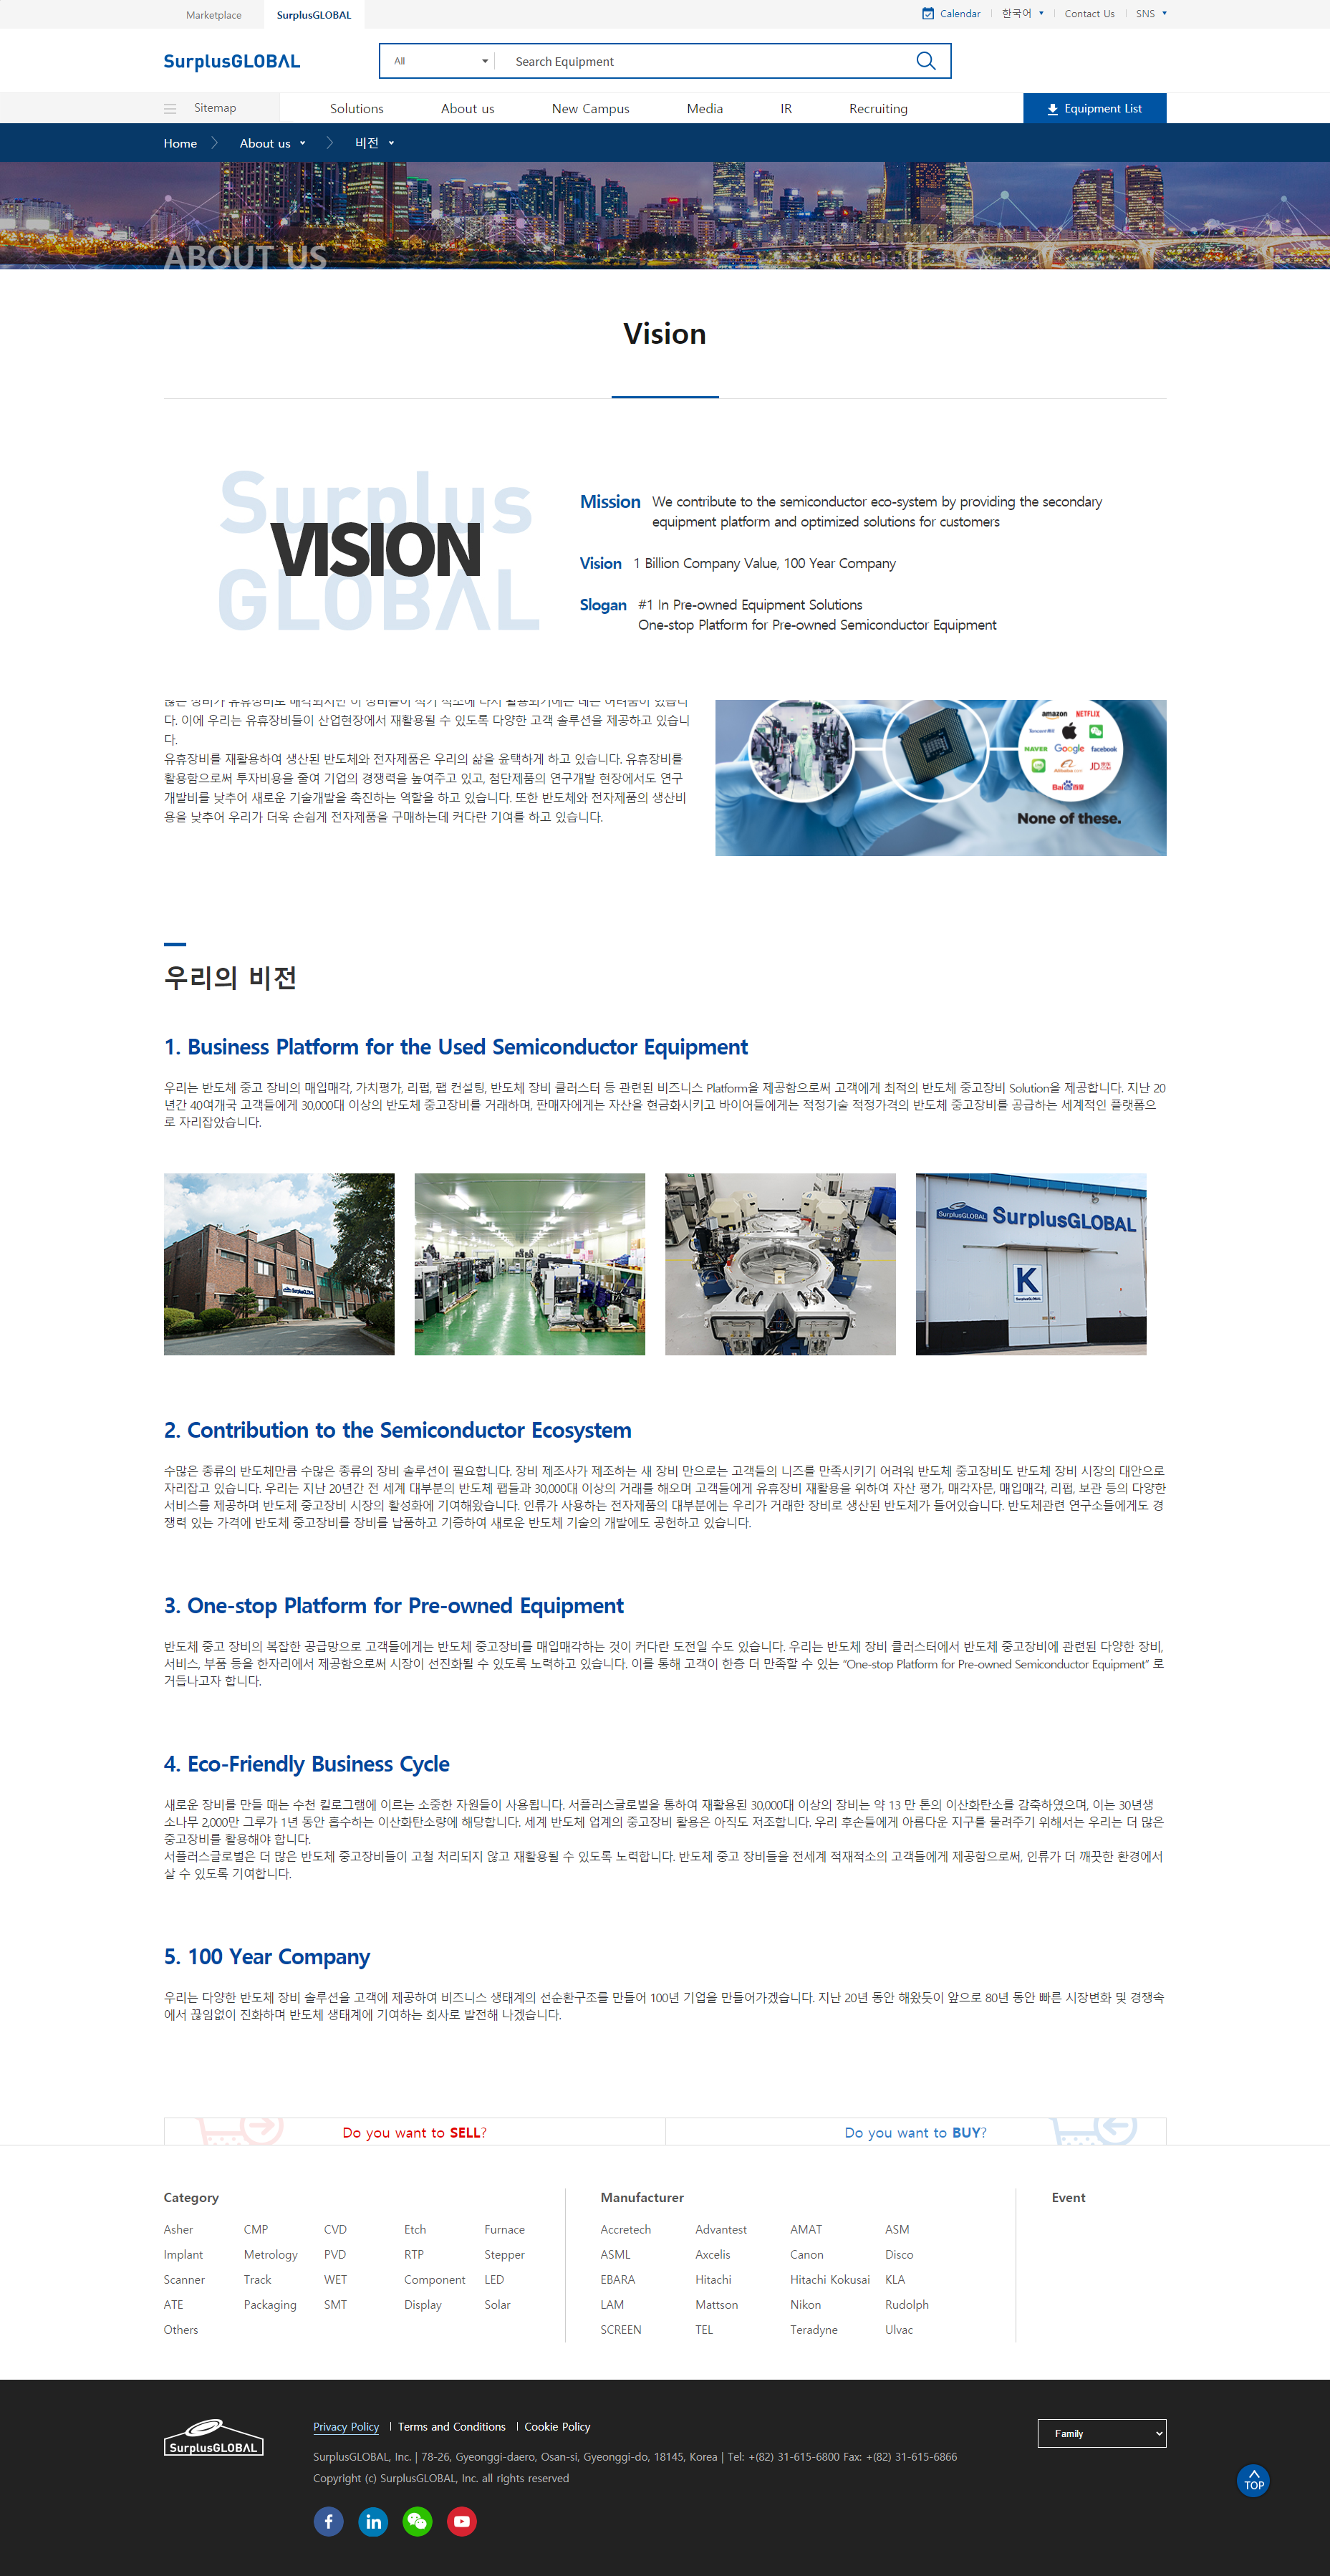 Marketplace
SurplusGLOBAL
Calendar
한국어
Contact Us
SNS
SurplusGLOBAL
All
Search Equipment
Sitemap
Solutions
About us
New Campus
Media
IR
Recruiting
Equipment List
Home
About us
비전
ABOUT US
Vision
Surplus
GLOBAL
VISION
Mission
We contribute to the semiconductor eco-system by providing the secondary
equipment platform and optimized solutions for customers
Vision
1 Billion Company Value, 100 Year Company
Slogan
#1 In Pre-owned Equipment Solutions
One-stop Platform for Pre-owned Semiconductor Equipment
다. 이에 우리는 유휴장비들이 산업현장에서 재활용될 수 있도록 다양한 고객 솔루션을 제공하고 있습니
다.
유휴장비를 재활용하여 생산된 반도체와 전자제품은 우리의 삶을 윤택하게 하고 있습니다. 유휴장비를
활용함으로써 투자비용을 줄여 기업의 경쟁력을 높여주고 있고, 첨단제품의 연구개발 현장에서도 연구
개발비를 낮추어 새로운 기술개발을 촉진하는 역할을 하고 있습니다. 또한 반도체와 전자제품의 생산비
용을 낮추어 우리가 더욱 손쉽게 전자제품을 구매하는데 커다란 기여를 하고 있습니다.
amazon NETFLIX
NAVER Google facebook
JD
Bai 百度
None of these.
우리의 비전
1. Business Platform for the Used Semiconductor Equipment
우리는 반도체 중고 장비의 매입매각, 가치평가, 리펍, 팹 컨설팅, 반도체 장비 클러스터 등 관련된 비즈니스 Platform을 제공함으로써 고객에게 최적의 반도체 중고장비 Solution을 제공합니다. 지난 20
년간 40여개국 고객들에게 30,000대 이상의 반도체 중고장비를 거래하며, 판매자에게는 자산을 현금화시키고 바이어들에게는 적정기술 적정가격의 반도체 중고장비를 공급하는 세계적인 플랫폼으
로 자리잡았습니다.
SurplusGLOBAL
SurplusGLOBAL
SurplusGLOBAL
K
SurplusGLOBAL
2. Contribution to the Semiconductor Ecosystem
수많은 종류의 반도체만큼 수많은 종류의 장비 솔루션이 필요합니다. 장비 제조사가 제조하는 새 장비 만으로는 고객들의 니즈를 만족시키기 어려워 반도체 중고장비도 반도체 장비 시장의 대안으로
자리잡고 있습니다. 우리는 지난 20년간 전 세계 대부분의 반도체 팹들과 30,000대 이상의 거래를 해오며 고객들에게 유휴장비 재활용을 위하여 자산 평가, 매각자문, 매입매각, 리펍, 보관 등의 다양한
서비스를 제공하며 반도체 중고장비 시장의 활성화에 기여해왔습니다. 인류가 사용하는 전자제품의 대부분에는 우리가 거래한 장비로 생산된 반도체가 들어있습니다. 반도체관련 연구소들에게도 경
쟁력 있는 가격에 반도체 중고장비를 장비를 납품하고 기증하여 새로운 반도체 기술의 개발에도 공헌하고 있습니다.
3. One-stop Platform for Pre-owned Equipment
반도체 중고 장비의 복잡한 공급망으로 고객들에게는 반도체 중고장비를 매입매각하는 것이 커다란 도전일 수도 있습니다. 우리는 반도체 장비 클러스터에서 반도체 중고장비에 관련된 다양한 장비,
서비스, 부품 등을 한자리에서 제공함으로써 시장이 선진화될 수 있도록 노력하고 있습니다. 이를 통해 고객이 한층 더 만족할 수 있는 “One-stop Platform for Pre-owned Semiconductor Equipment” 로
거듭나고자 합니다.
4. Eco-Friendly Business Cycle
새로운 장비를 만들 때는 수천 킬로그램에 이르는 소중한 자원들이 사용됩니다. 서플러스글로벌을 통하여 재활용된 30,000대 이상의 장비는 약 13 만 톤의 이산화탄소를 감축하였으며, 이는 30년생
소나무 2,000만 그루가 1년 동안 흡수하는 이산화탄소량에 해당합니다. 세계 반도체 업계의 중고장비 활용은 아직도 저조합니다. 우리 후손들에게 아름다운 지구를 물려주기 위해서는 우리는 더 많은
중고장비를 활용해야 합니다.
서플러스글로벌은 더 많은 반도체 중고장비들이 고철 처리되지 않고 재활용될 수 있도록 노력합니다. 반도체 중고 장비들을 전세계 적재적소의 고객들에게 제공함으로써, 인류가 더 깨끗한 환경에서
살 수 있도록 기여합니다.
5. 100 Year Company
우리는 다양한 반도체 장비 솔루션을 고객에 제공하여 비즈니스 생태계의 선순환구조를 만들어 100년 기업을 만들어가겠습니다. 지난 20년 동안 해왔듯이 앞으로 80년 동안 빠른 시장변화 및 경쟁속
에서 끊임없이 진화하며 반도체 생태계에 기여하는 회사로 발전해 나겠습니다.
Do you want to SELL?
Do you want to BUY?
Category
Asher CMP CVD Etch Furnace
Implant Metrology PVD RTP Stepper
Scanner Track WET Component LED
ATE Packaging SMT Display Solar
Others
Manufacturer
Accretech Advantest AMAT ASM
ASML Axcelis Canon Disco
EBARA Hitachi Hitachi Kokusai KLA
LAM Mattson Nikon Rudolph
SCREEN TEL Teradyne Ulvac
Event
SurplusGLOBAL
Privacy Policy | Terms and Conditions | Cookie Policy
SurplusGLOBAL, Inc. | 78-26, Gyeonggi-daero, Osan-si, Gyeonggi-do, 18145, Korea | Tel: +(82) 31-615-6800 Fax: +(82) 31-615-6866
Copyright (c) SurplusGLOBAL, Inc. all rights reserved
Family
TOP